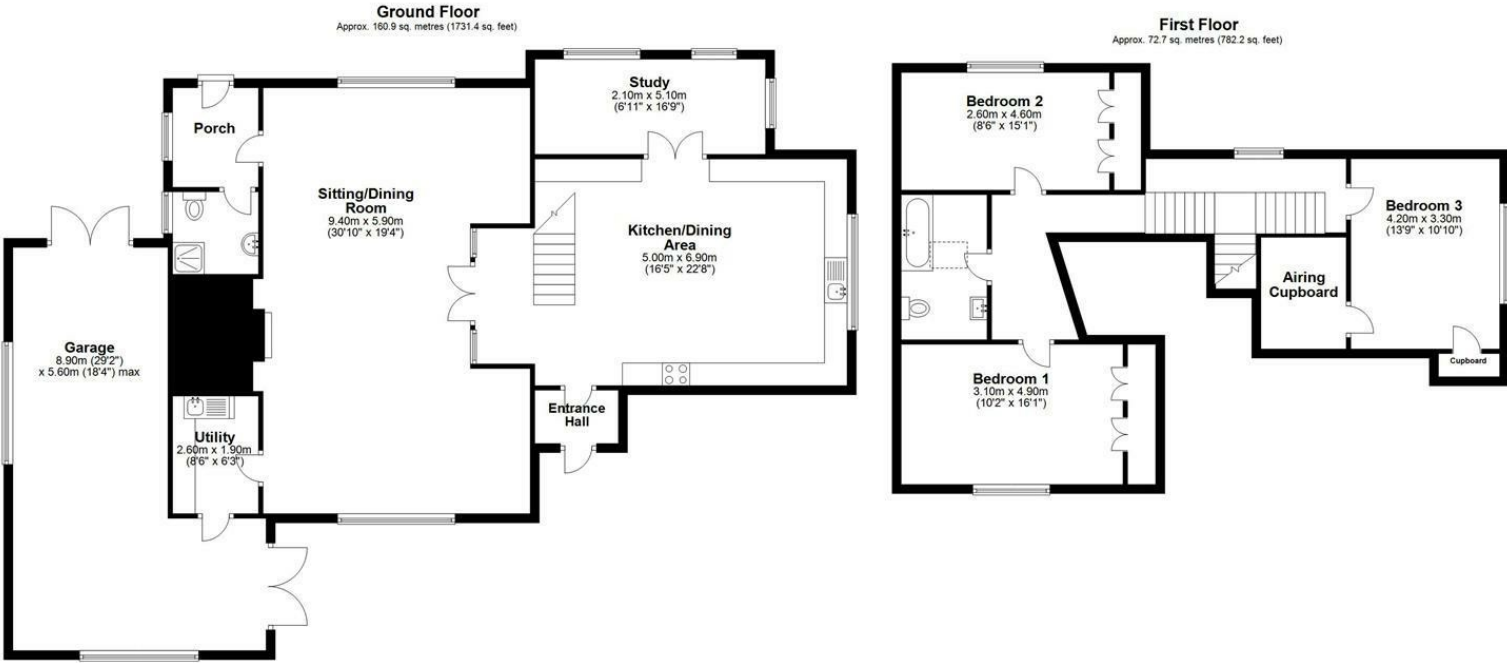 Ground Floor
Approx. 160.9 sq. metres (1731.4 sq. feet)
Porch
Sitting/Dining
Room
9.40m x 5.90m
(30'10" x 19'4")
Study
2.10m x 5.10m
(6'11" x 16'9")
Kitchen/Dining
Area
5.00m x 6.90m
(16'5" x 22'8")
Garage
8.90m (29'2")
x 5.60m (18'4") max
Utility
2.60m x 1.90m
(8'6" x 6'3")
Entrance
Hall
First Floor
Approx. 72.7 sq. metres (782.2 sq. feet)
Bedroom 2
2.60m x 4.60m
(8'6" x 15'1")
Bedroom 3
4.20m x 3.30m
(13'9" x 10'10")
Airing
Cupboard
Cupboard
Bedroom 1
3.10m x 4.90m
(10'2" x 16'1")